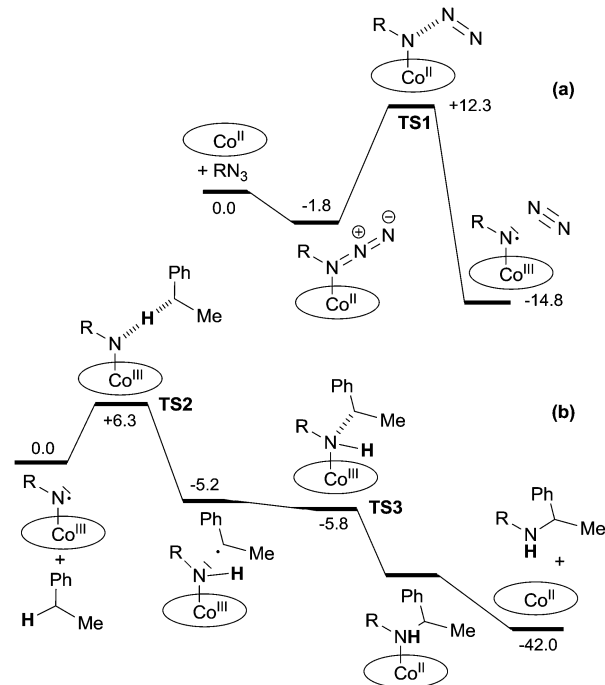 R
N
N
N
Co^II
(a)
TS1
+12.3
Co^II
+ RN3
0.0
-1.8
R
N
N
N
⊕
⊖
Co^II
R
N
N
N
Co^III
-14.8
Ph
R
N
H
Me
Co^III
TS2
+6.3
0.0
R
N
Co^III
+
Ph
H
Me
-5.2
Ph
R
N
H
Me
Co^III
Ph
Me
R
N
H
Co^III
(b)
TS3
-5.8
Ph
R
NH
Me
Co^II
Ph
R
N
H
Me
+
Co^II
-42.0